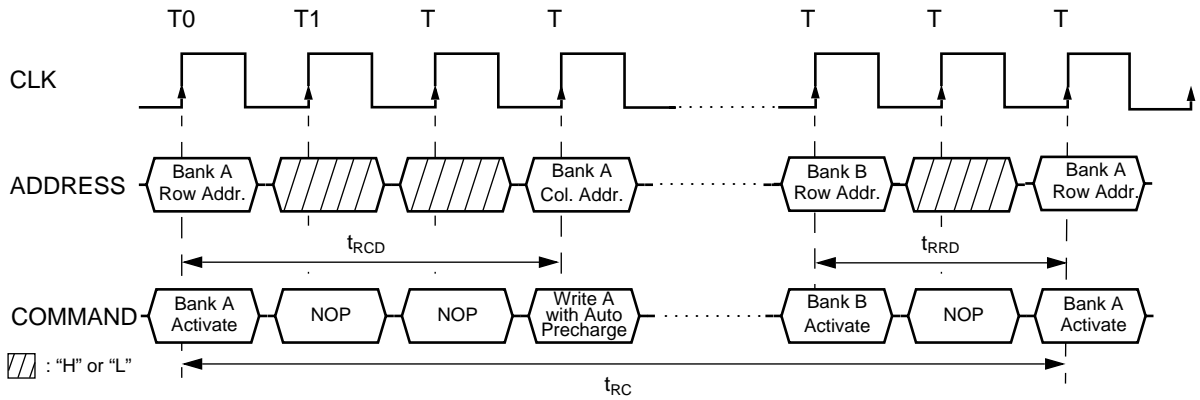 T0 T1 T T T T T
CLK
ADDRESS
Bank A
Row Addr.
Bank A
Col. Addr.
Bank B
Row Addr.
Bank A
Row Addr.
tRCD
tRRD
COMMAND
Bank A
Activate
NOP
NOP
Write A
with Auto
Precharge
Bank B
Activate
NOP
Bank A
Activate
: “H” or “L”
tRC